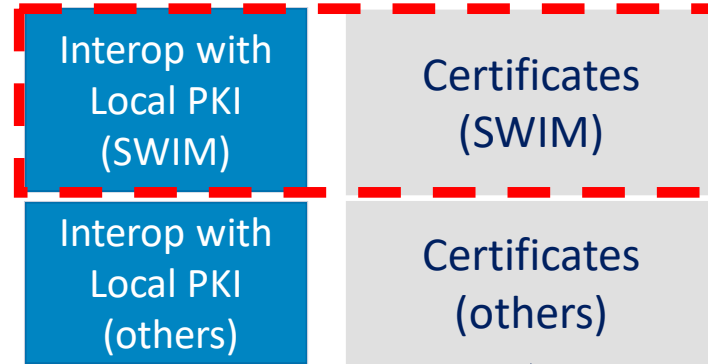 Interop with
Local PKI
(SWIM)
Certificates
(SWIM)
Interop with
Local PKI
(others)
Certificates
(others)